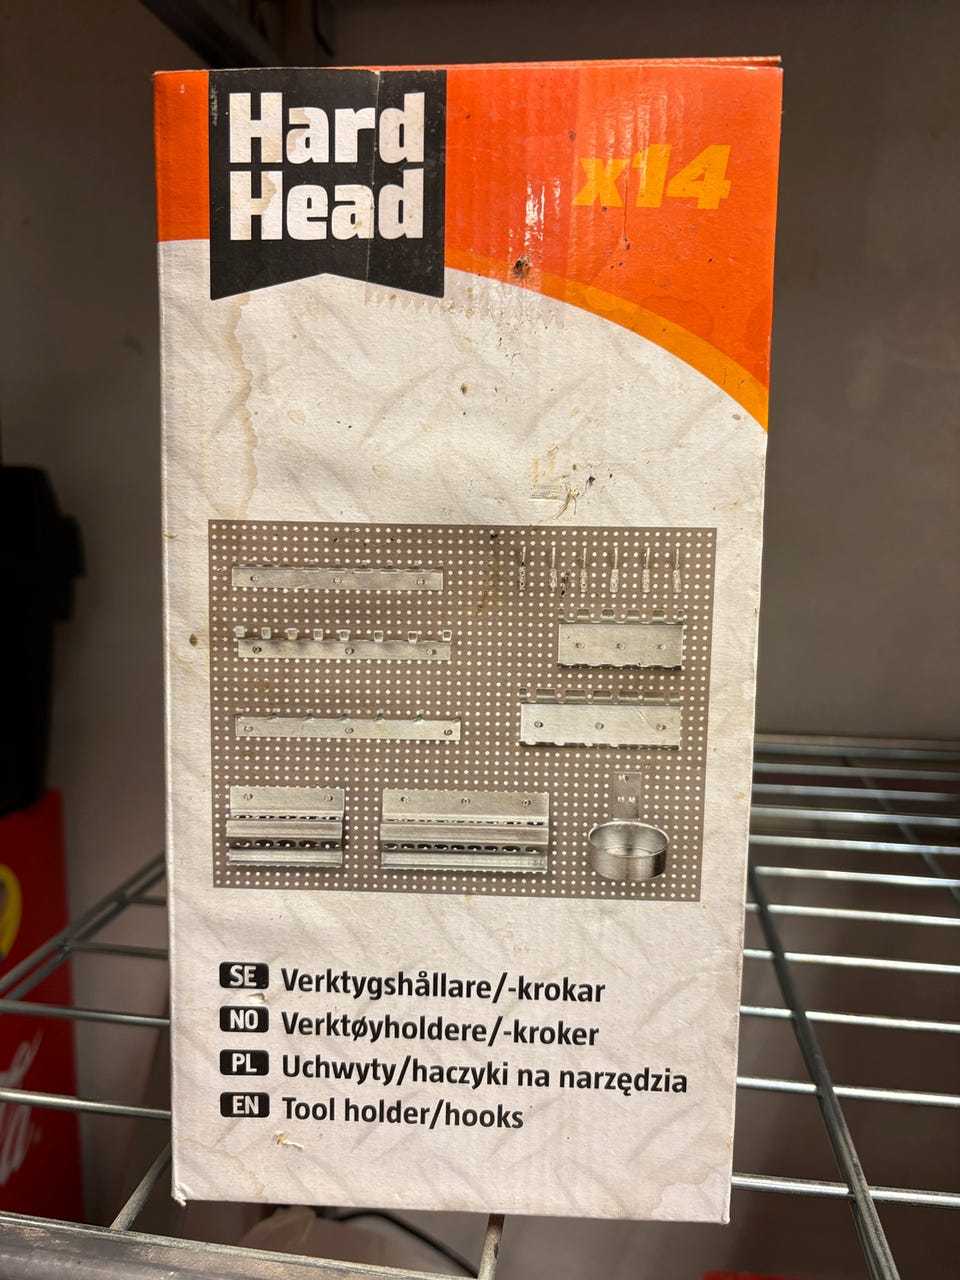 Hard
Head
x14
SE Verktygshållare/-krokar
NO Verktøyholdere/-kroker
PL Uchwyty/haczyki na narzędzia
EN Tool holder/hooks